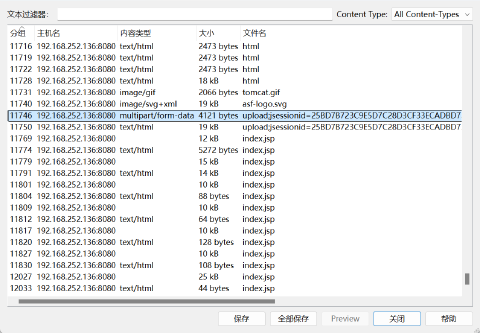 文本过滤器: Content Type: All Content-Types
分组 主机名 内容类型 大小 文件名
11716 192.168.252.136:8080 text/html 2473 bytes html
11719 192.168.252.136:8080 text/html 2473 bytes html
11722 192.168.252.136:8080 text/html 2473 bytes html
11728 192.168.252.136:8080 text/html 18 kB html
11731 192.168.252.136:8080 image/gif 2066 bytes tomcat.gif
11740 192.168.252.136:8080 image/svg+xml 19 kB asf-logo.svg
11746 192.168.252.136:8080 multipart/form-data 4121 bytes upload;jsessionid=25BD7B723C9E5D7C28D3CF33ECADBD7
11750 192.168.252.136:8080 text/html 19 kB upload;jsessionid=25BD7B723C9E5D7C28D3CF33ECADBD7
11769 192.168.252.136:8080 12 kB index.jsp
11774 192.168.252.136:8080 text/html 5272 bytes index.jsp
11779 192.168.252.136:8080 15 kB index.jsp
11791 192.168.252.136:8080 text/html 14 kB index.jsp
11801 192.168.252.136:8080 10 kB index.jsp
11804 192.168.252.136:8080 text/html 88 bytes index.jsp
11809 192.168.252.136:8080 10 kB index.jsp
11812 192.168.252.136:8080 text/html 64 bytes index.jsp
11817 192.168.252.136:8080 10 kB index.jsp
11820 192.168.252.136:8080 text/html 128 bytes index.jsp
11827 192.168.252.136:8080 10 kB index.jsp
11830 192.168.252.136:8080 text/html 108 bytes index.jsp
12027 192.168.252.136:8080 25 kB index.jsp
12033 192.168.252.136:8080 text/html 44 bytes index.jsp
保存 全部保存 Preview 关闭 帮助